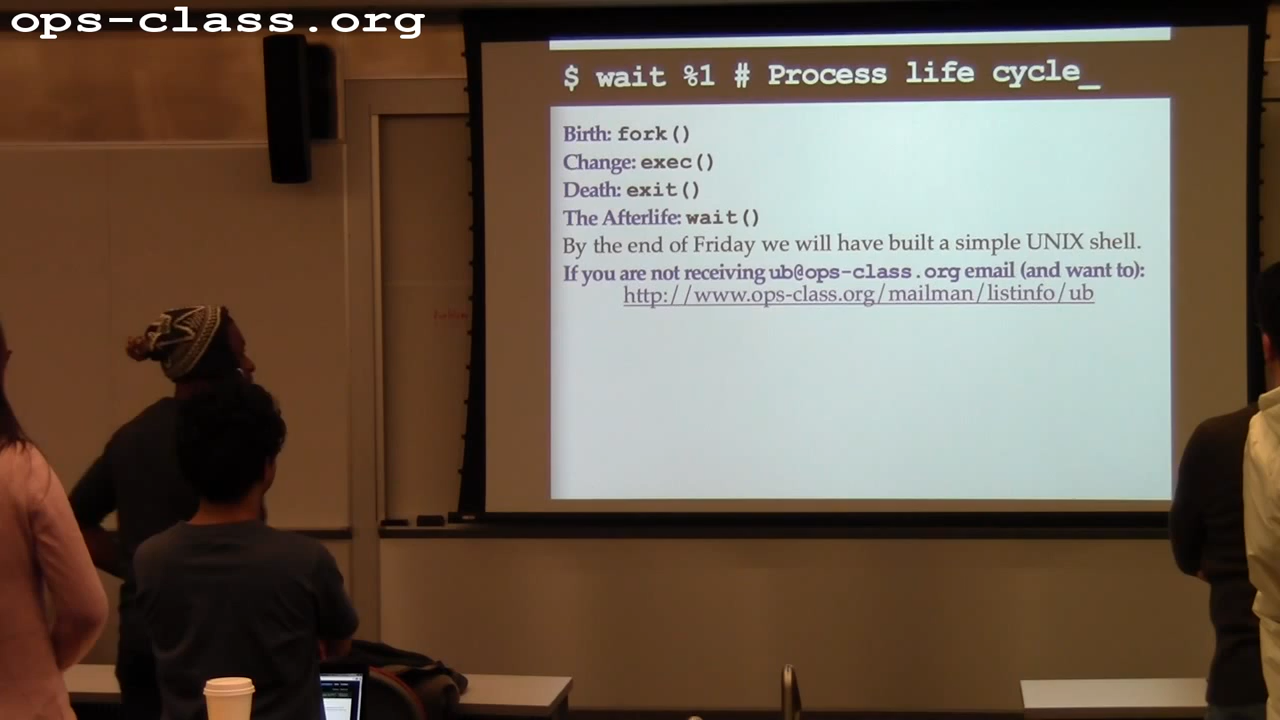 ops-class.org
$ wait %1 # Process life cycle_
Birth: fork()
Change: exec()
Death: exit()
The Afterlife: wait()
By the end of Friday we will have built a simple UNIX shell.
If you are not receiving ub@ops-class.org email (and want to):
http://www.ops-class.org/mailman/listinfo/ub